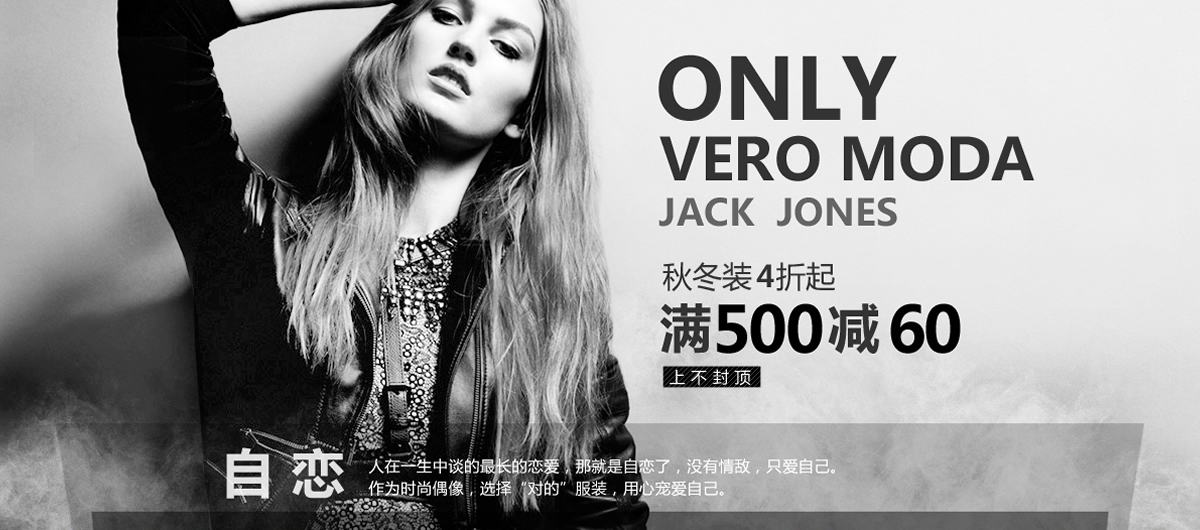 ONLY
VERO MODA
JACK JONES
秋冬装4折起
满500减60
上不封顶
自恋
人在一生中谈的最长的恋爱，那就是自恋了，没有情敌，只爱自己。
作为时尚偶像，选择“对的”服装，用心宠爱自己。